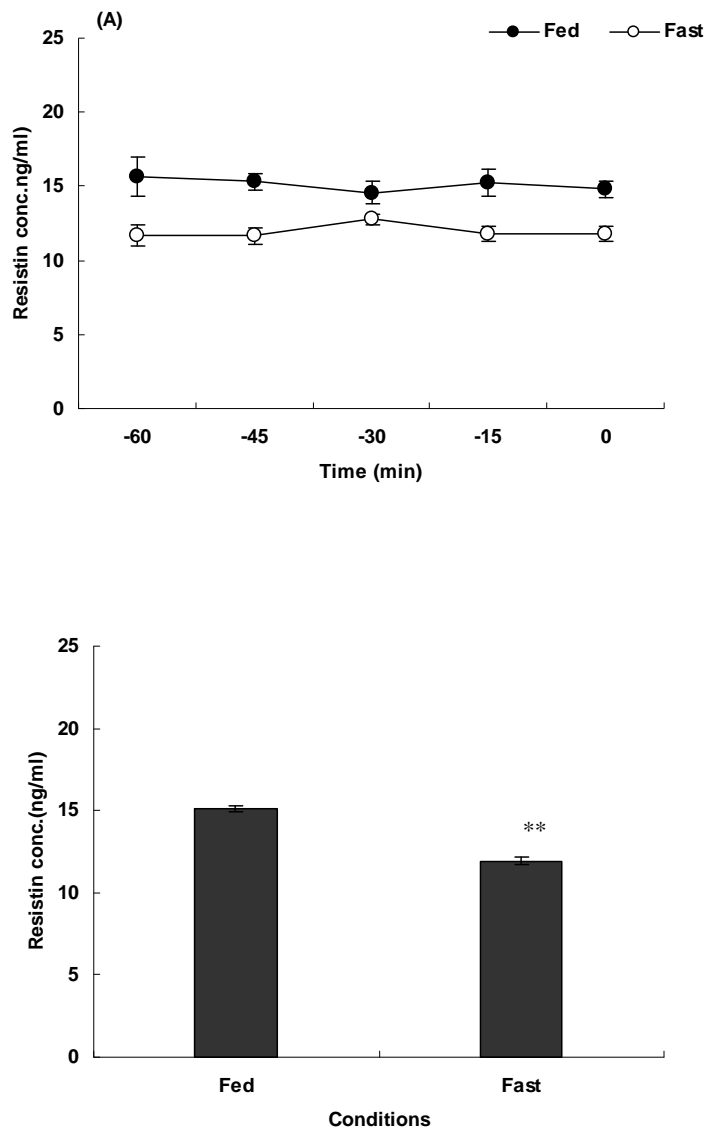 (A)
Fed Fast
25
20
15
10
5
0
Resistin conc.ng/ml)
-60 -45 -30 -15 0
Time (min)
25
20
15
10
5
0
Resistin conc.(ng/ml)
**
Fed Fast
Conditions